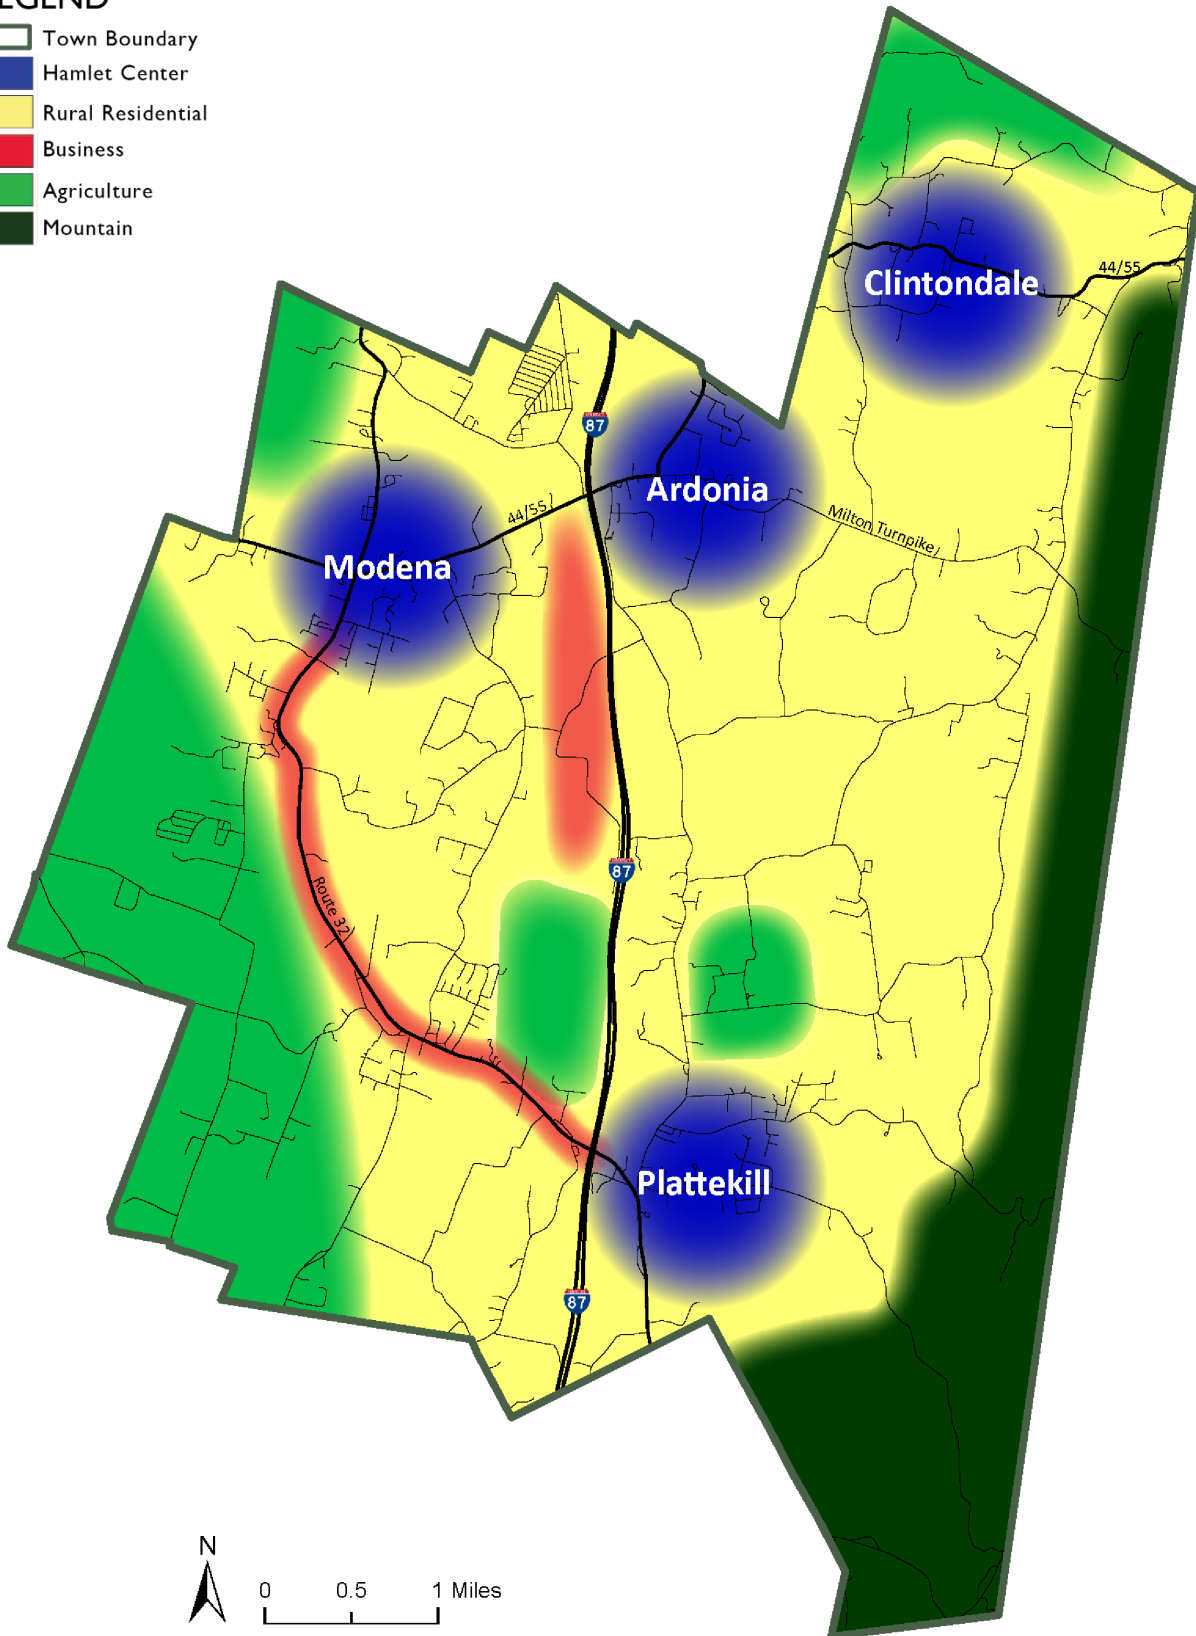 Town Boundary
Hamlet Center
Rural Residential
Business
Agriculture
Mountain
Clintondale
44/55
87
Ardonia
44/55
Milton Turnpike
Modena
87
Route 32
Plattekill
87
N
0 0.5 1 Miles